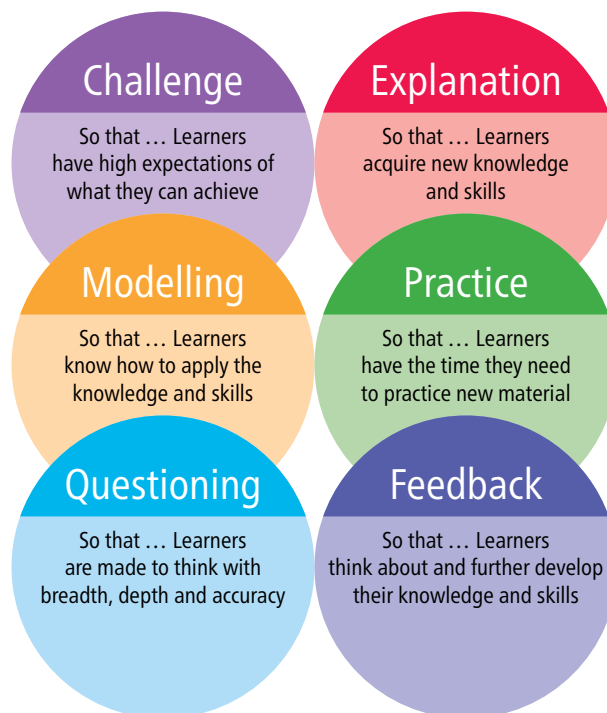 Challenge
So that … Learners
have high expectations of
what they can achieve
Explanation
So that … Learners
acquire new knowledge
and skills
Modelling
So that … Learners
know how to apply the
knowledge and skills
Practice
So that … Learners
have the time they need
to practice new material
Questioning
So that … Learners
are made to think with
breadth, depth and accuracy
Feedback
So that … Learners
think about and further develop
their knowledge and skills